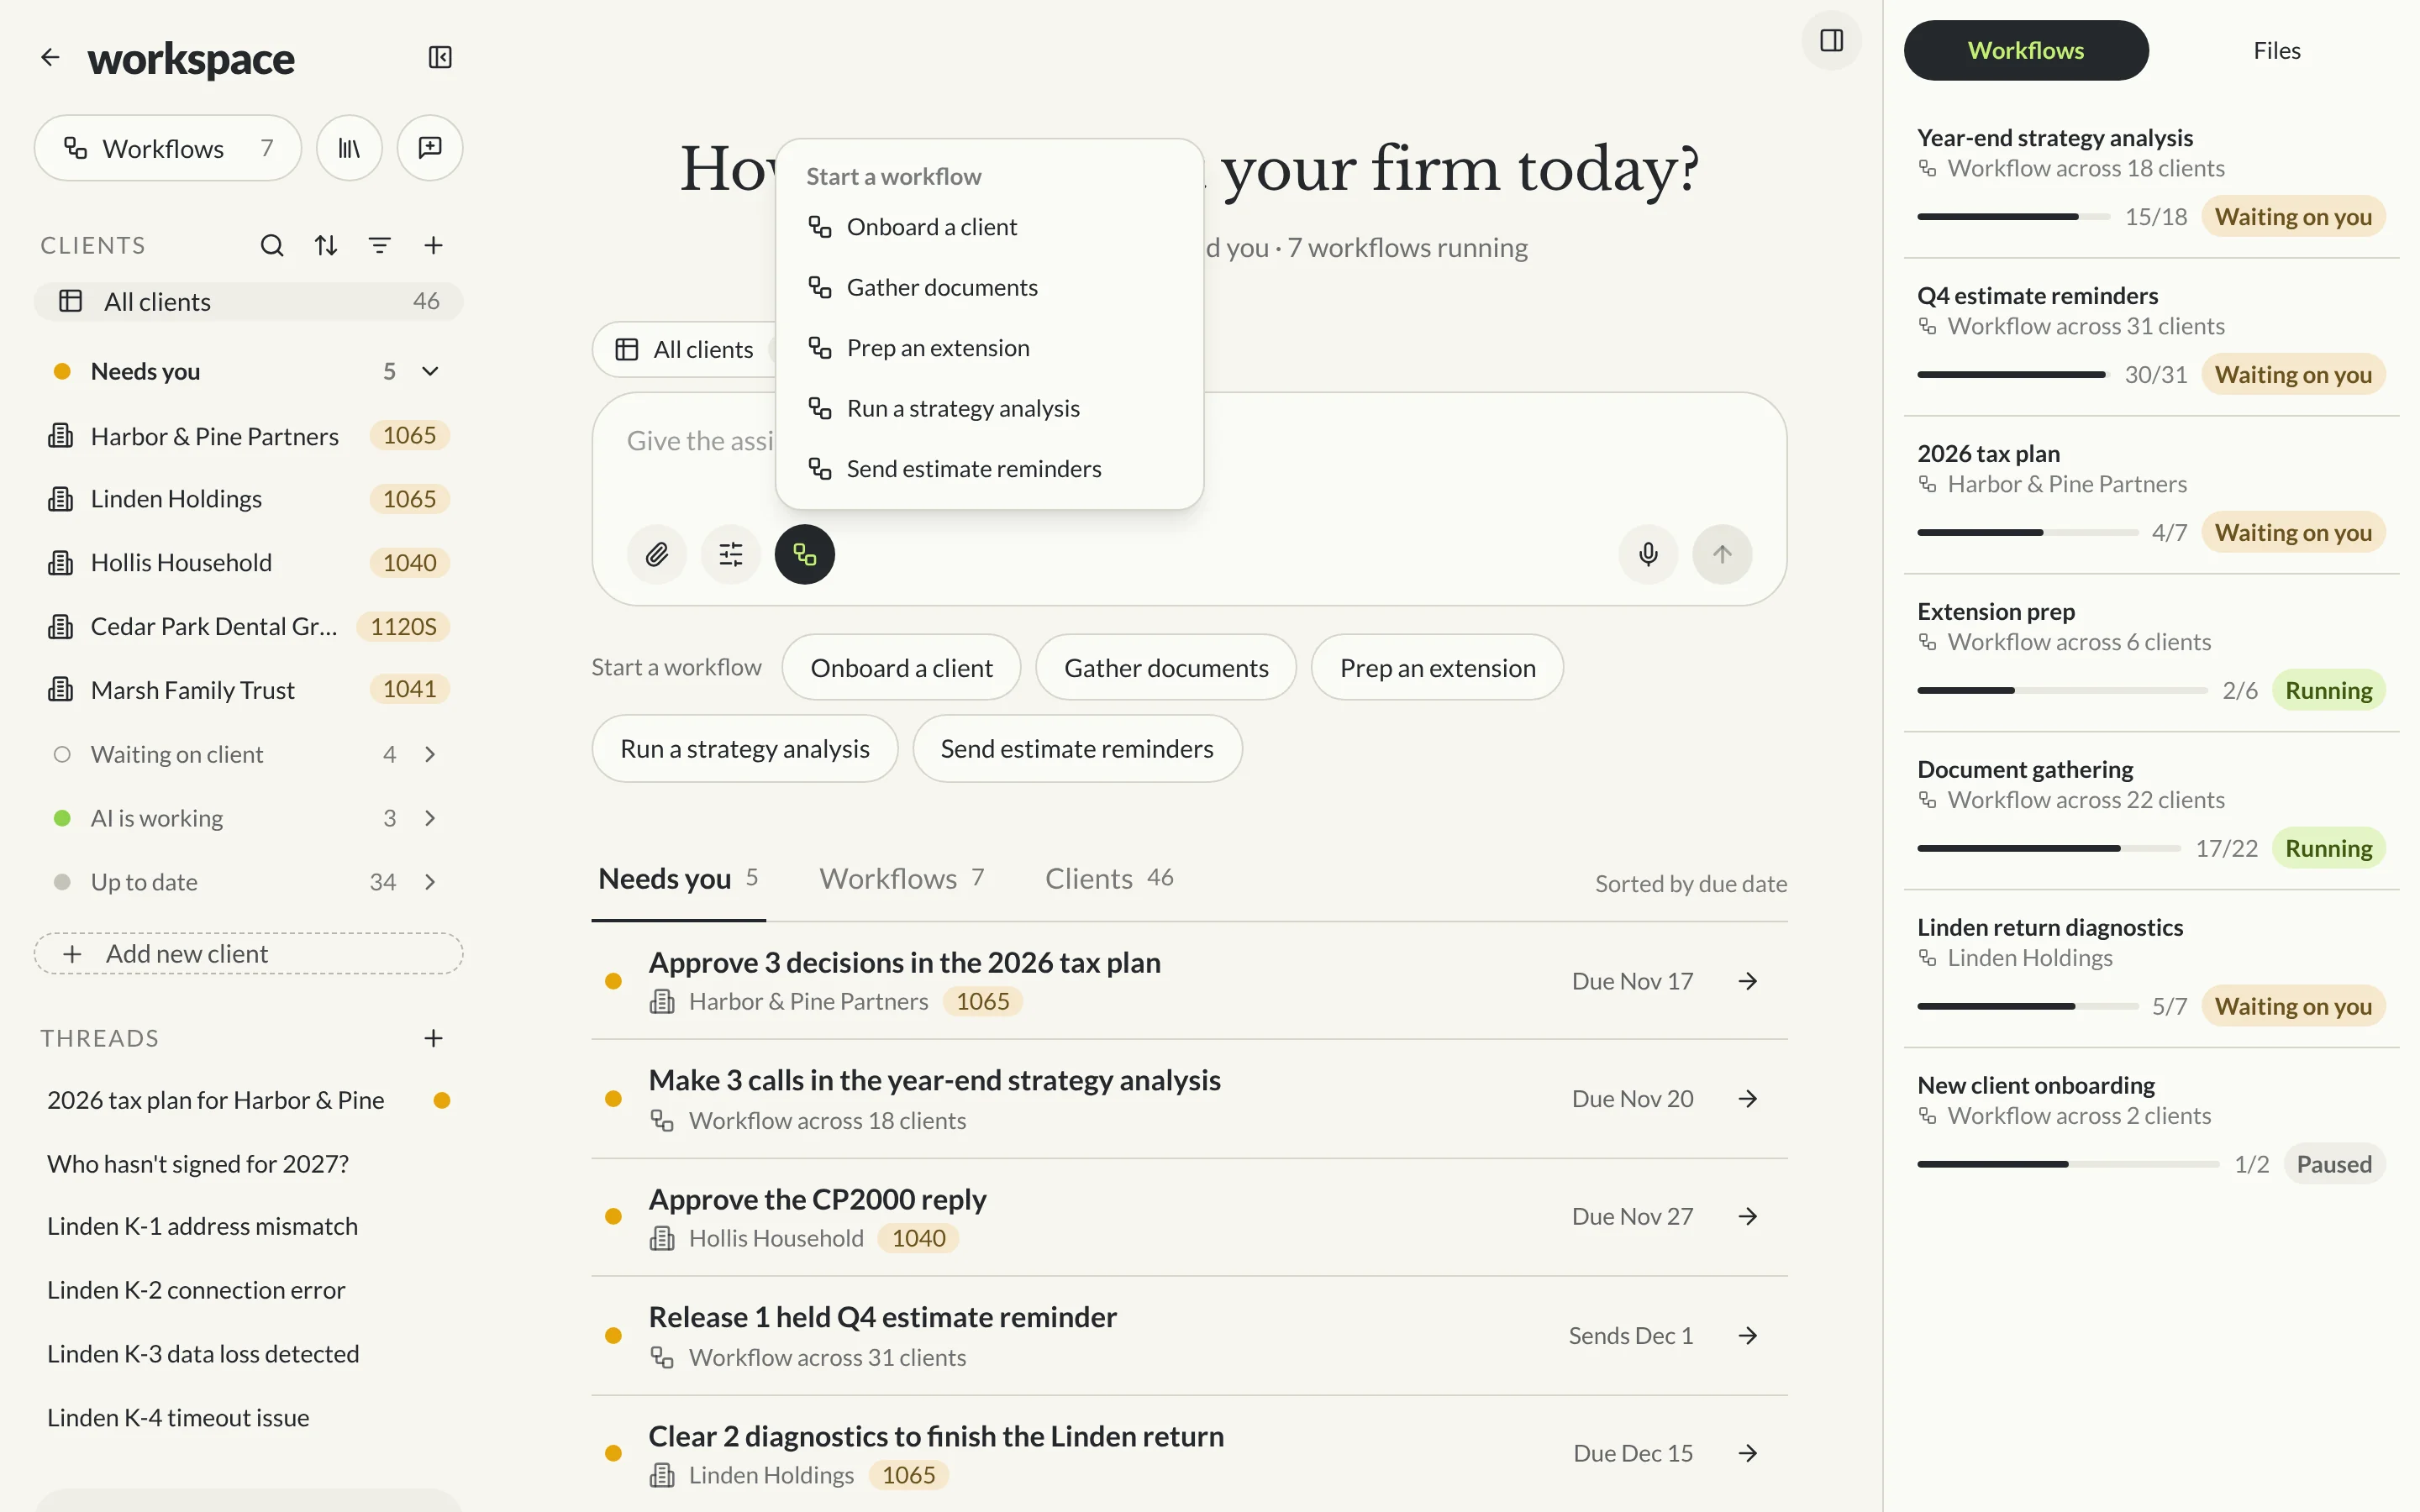 workspace
Workflows 7
CLIENTS
All clients 46
Needs you 5
Harbor & Pine Partners 1065
Linden Holdings 1065
Hollis Household 1040
Cedar Park Dental Gr... 1120S
Marsh Family Trust 1041
Waiting on client 4
AI is working 3
Up to date 34
Add new client
THREADS
2026 tax plan for Harbor & Pine
Who hasn't signed for 2027?
Linden K-1 address mismatch
Linden K-2 connection error
Linden K-3 data loss detected
Linden K-4 timeout issue
your firm today?
you · 7 workflows running
All clients
Give the
Start a workflow
Onboard a client
Gather documents
Prep an extension
Run a strategy analysis
Send estimate reminders
Start a workflow Onboard a client Gather documents Prep an extension
Run a strategy analysis Send estimate reminders
Needs you 5 Workflows 7 Clients 46 Sorted by due date
Approve 3 decisions in the 2026 tax plan
Harbor & Pine Partners 1065
Due Nov 17
Make 3 calls in the year-end strategy analysis
Workflow across 18 clients
Due Nov 20
Approve the CP2000 reply
Hollis Household 1040
Due Nov 27
Release 1 held Q4 estimate reminder
Workflow across 31 clients
Sends Dec 1
Clear 2 diagnostics to finish the Linden return
Linden Holdings 1065
Due Dec 15
Workflows Files
Year-end strategy analysis
Workflow across 18 clients
15/18 Waiting on you
Q4 estimate reminders
Workflow across 31 clients
30/31 Waiting on you
2026 tax plan
Harbor & Pine Partners
4/7 Waiting on you
Extension prep
Workflow across 6 clients
2/6 Running
Document gathering
Workflow across 22 clients
17/22 Running
Linden return diagnostics
Linden Holdings
5/7 Waiting on you
New client onboarding
Workflow across 2 clients
1/2 Paused